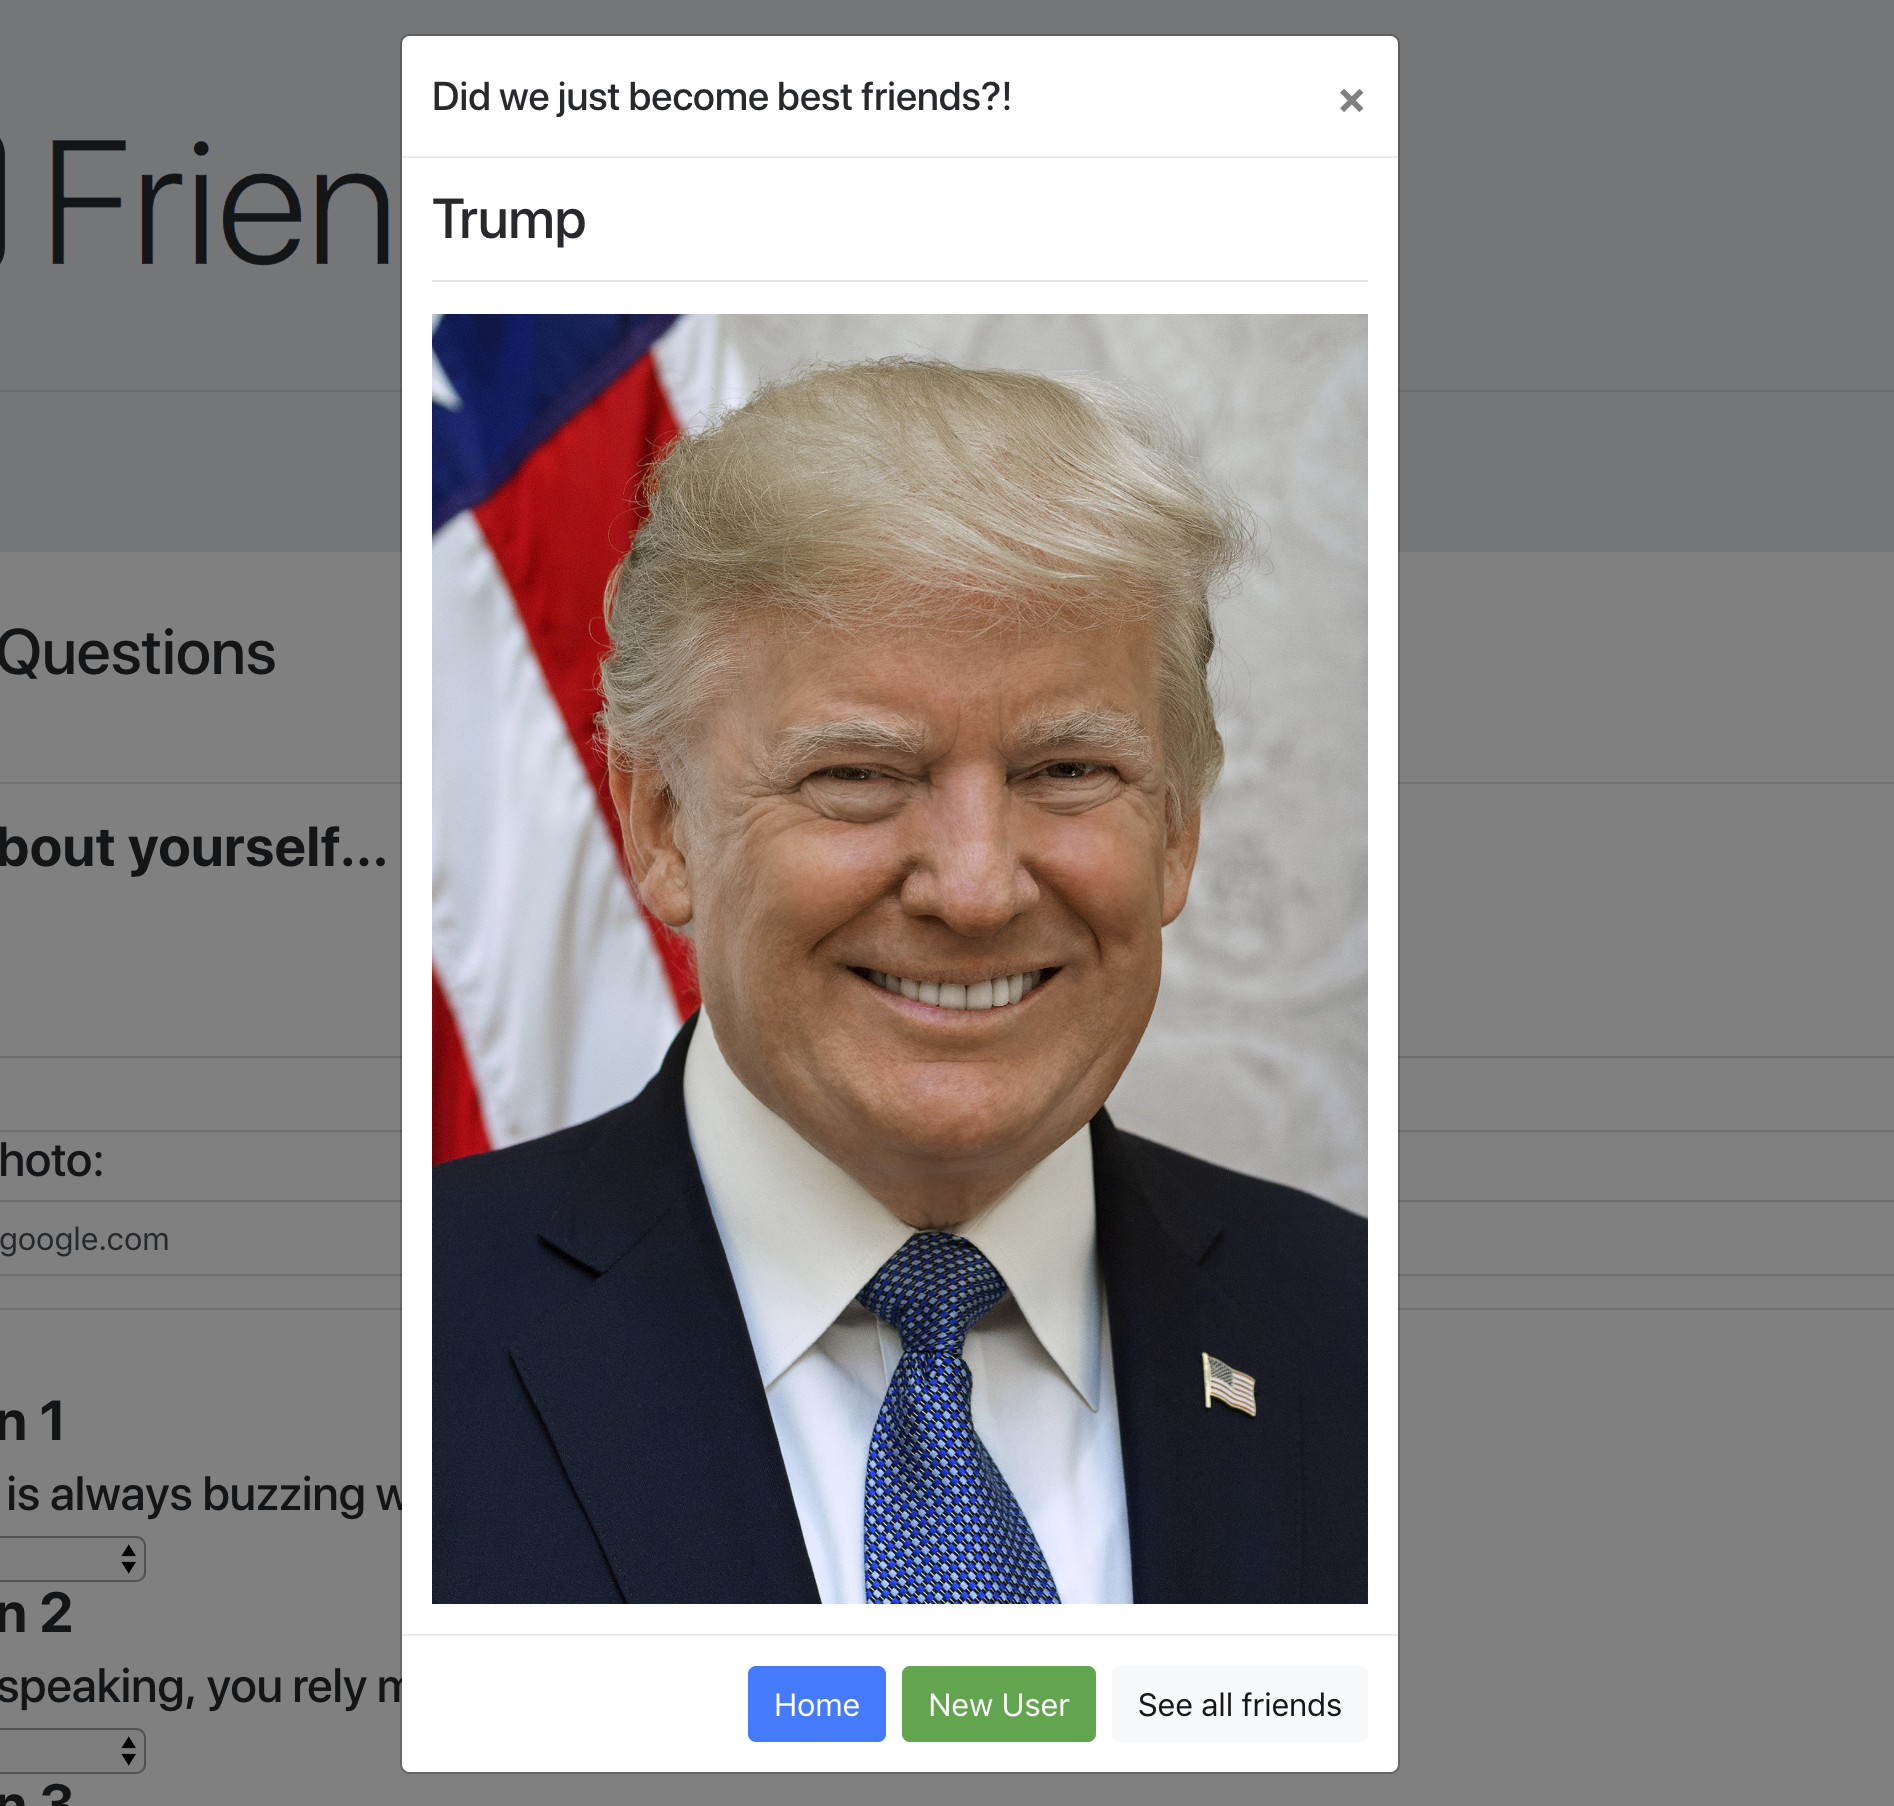 Did we just become best friends?!
×
Trump
Frien
Questions
bout yourself...
hoto:
google.com
n 1
is always buzzing w
n 2
speaking, you rely m
n 3
Home
New User
See all friends